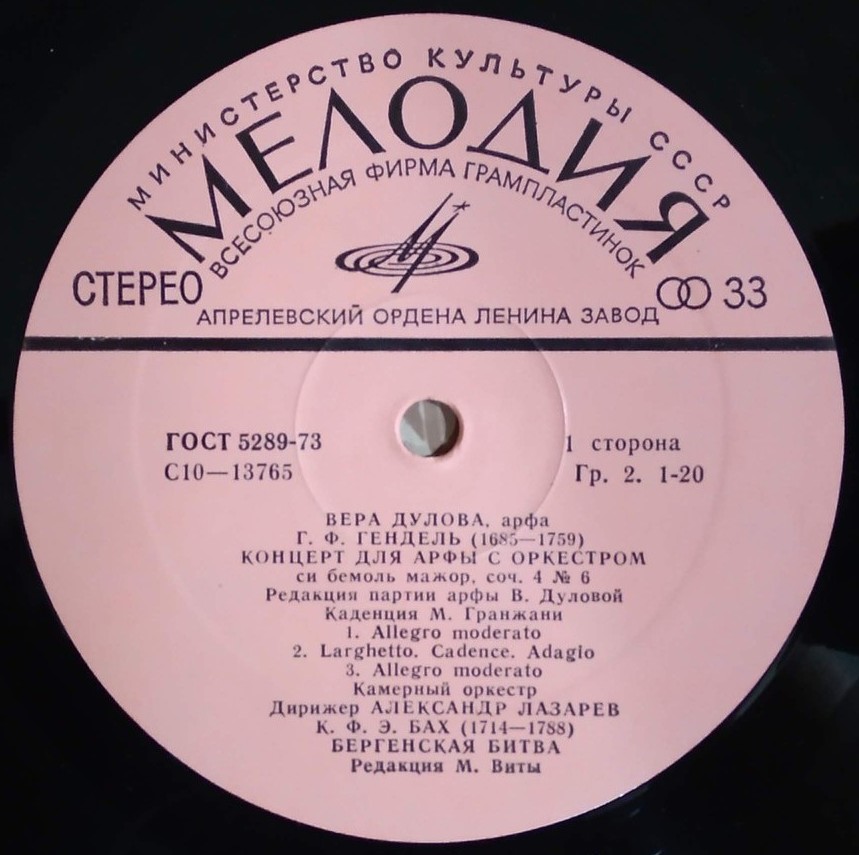 МИНИСТЕРСТВО КУЛЬТУРЫ СССР
МЕЛОДИЯ
ВСЕСОЮЗНАЯ ФИРМА ГРАМПЛАСТИНОК
СТЕРЕО
33
АПРЕЛЕВСКИЙ ОРДЕНА ЛЕНИНА ЗАВОД
ГОСТ 5289-73
1 сторона
С10—13765
Гр. 2. 1-20
ВЕРА ДУЛОВА, арфа
Г. Ф. ГЕНДЕЛЬ (1685—1759)
КОНЦЕРТ ДЛЯ АРФЫ С ОРКЕСТРОМ
си бемоль мажор, соч. 4 № 6
Редакция партии арфы В. Дуловой
Каденция М. Гранжани
1. Allegro moderato
2. Larghetto. Cadence. Adagio
3. Allegro moderato
Камерный оркестр
Дирижер АЛЕКСАНДР ЛАЗАРЕВ
К. Ф. Э. БАХ (1714—1788)
БЕРГЕНСКАЯ БИТВА
Редакция М. Виты